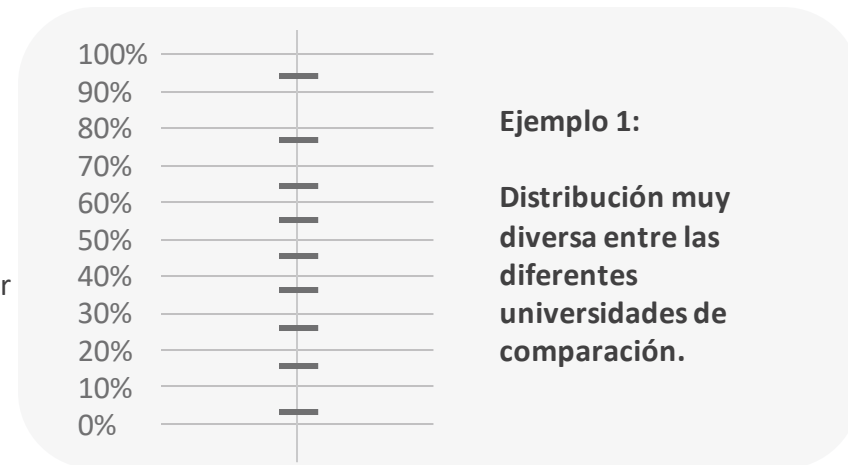 100%
90%
80%
70%
60%
50%
40%
30%
20%
10%
0%
r
Ejemplo 1:
Distribución muy
diversa entre las
diferentes
universidades de
comparación.